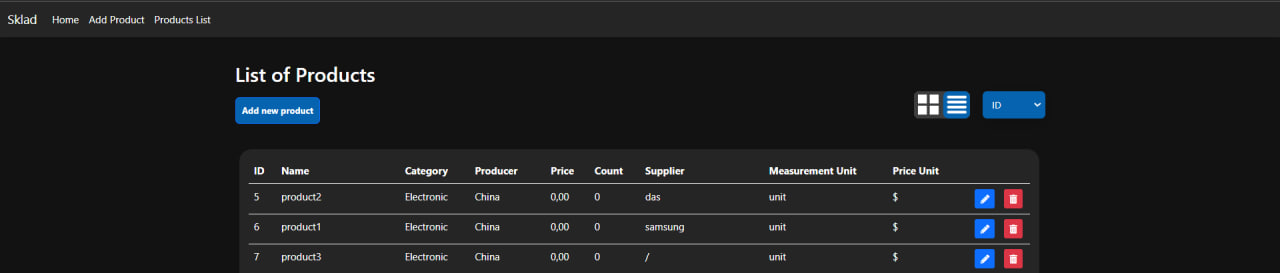 Sklad Home Add Product Products List
List of Products
Add new product
ID
ID Name Category Producer Price Count Supplier Measurement Unit Price Unit
5 product2 Electronic China 0,00 0 das unit $
6 product1 Electronic China 0,00 0 samsung unit $
7 product3 Electronic China 0,00 0 / unit $